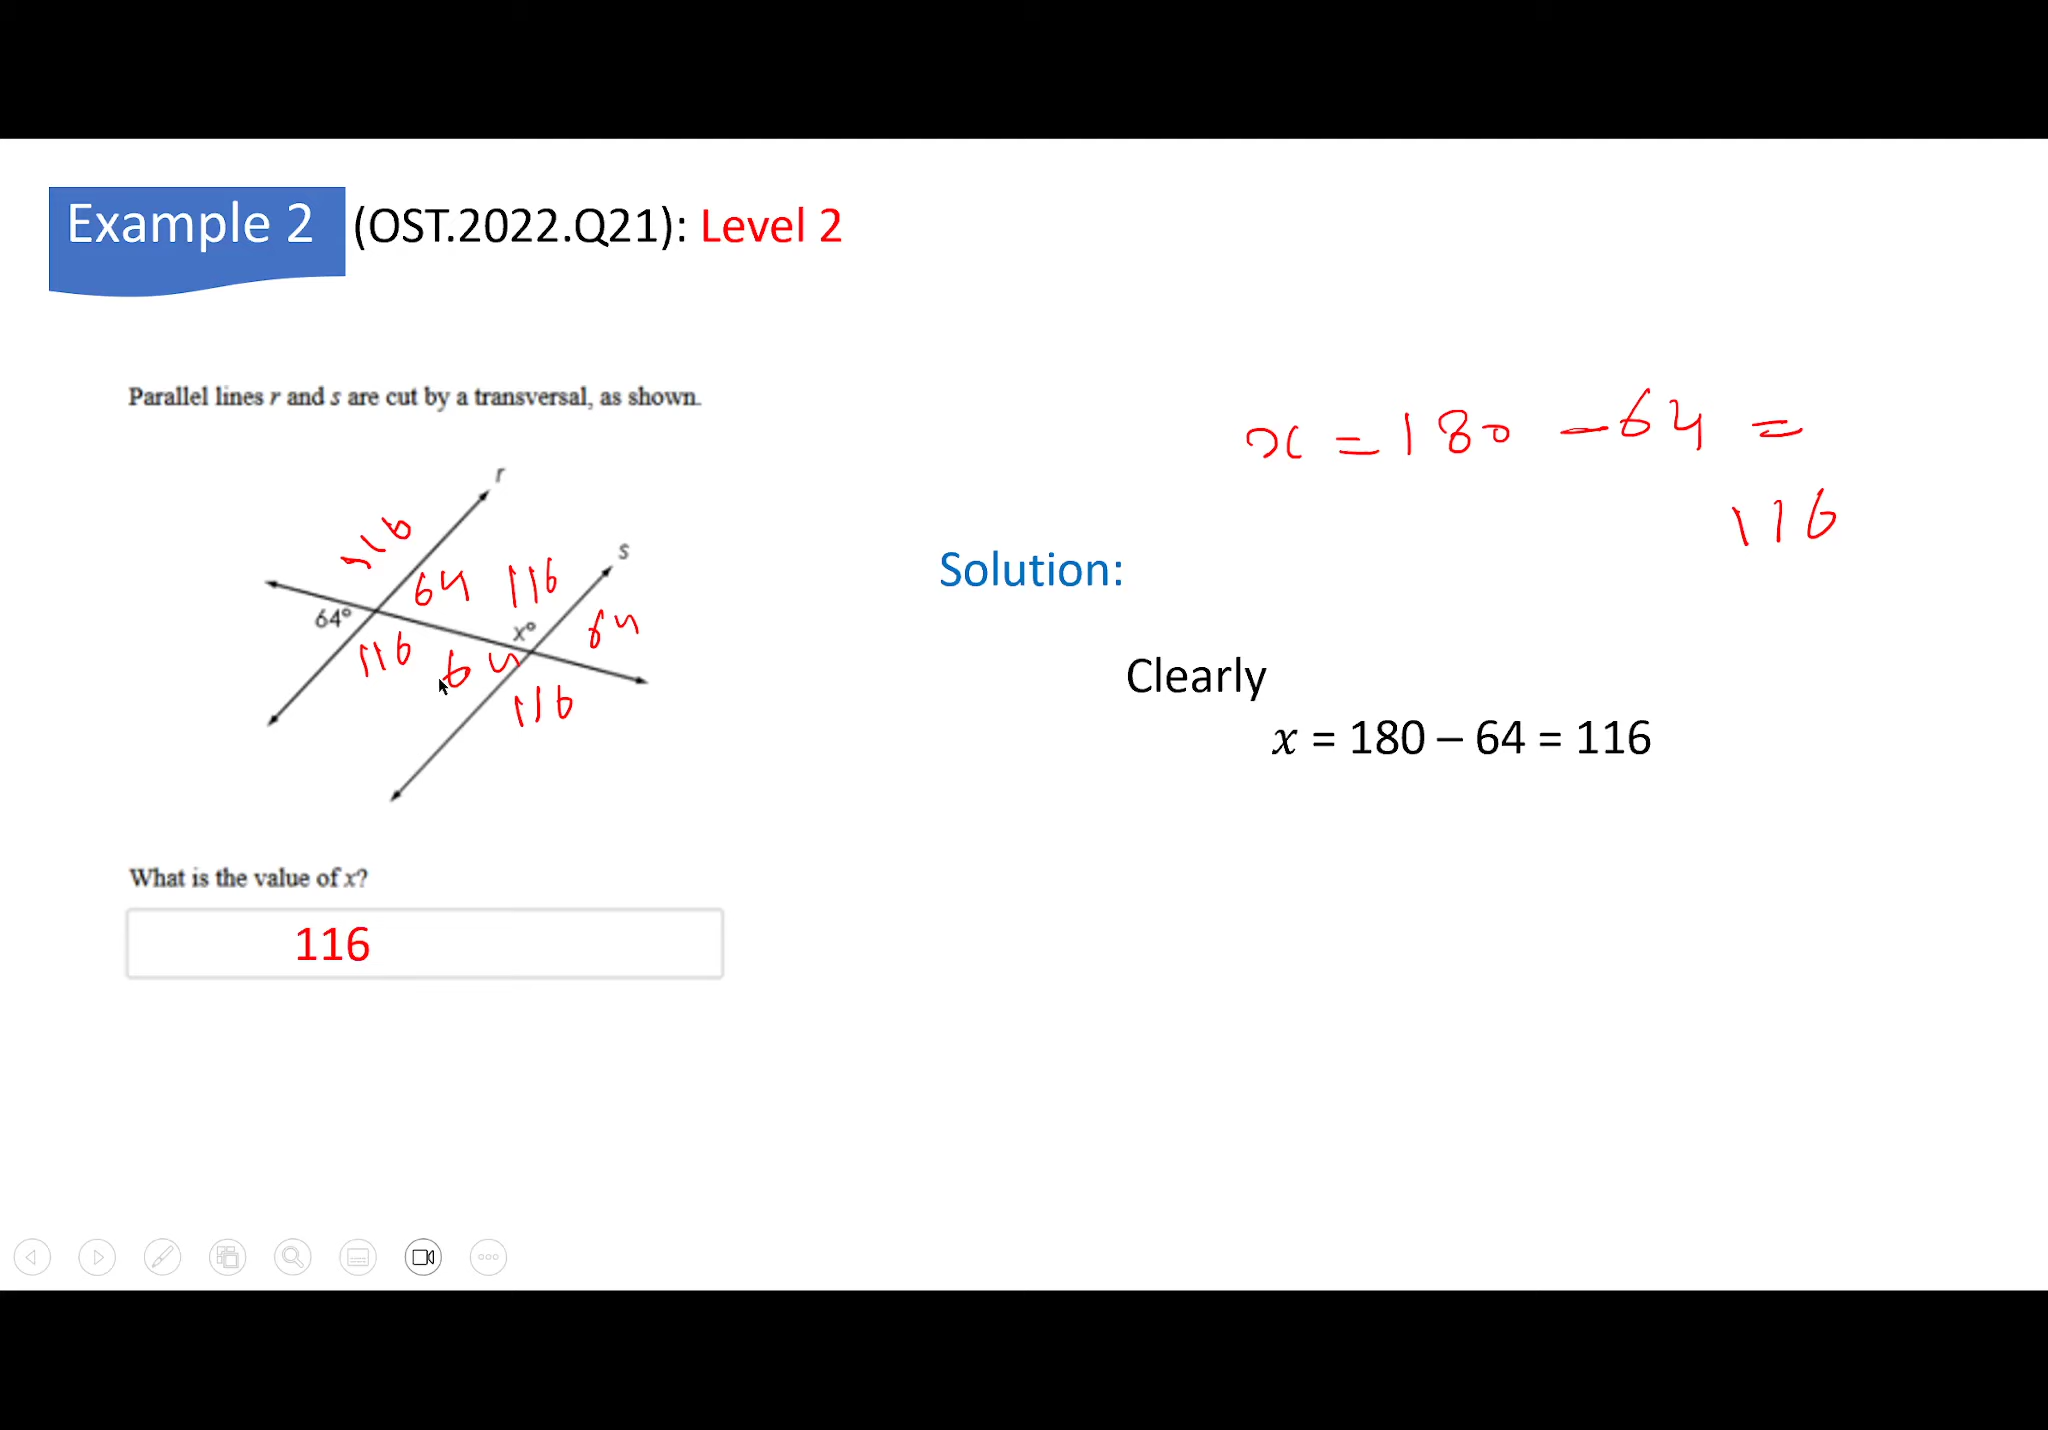 Example 2 (OST.2022.Q21): Level 2
Parallel lines r and s are cut by a transversal, as shown.
x = 180 - 64 =
116
r
s
116
64
116
64°
x°
64
116
64
116
Solution:
Clearly
x = 180 – 64 = 116
What is the value of x?
116